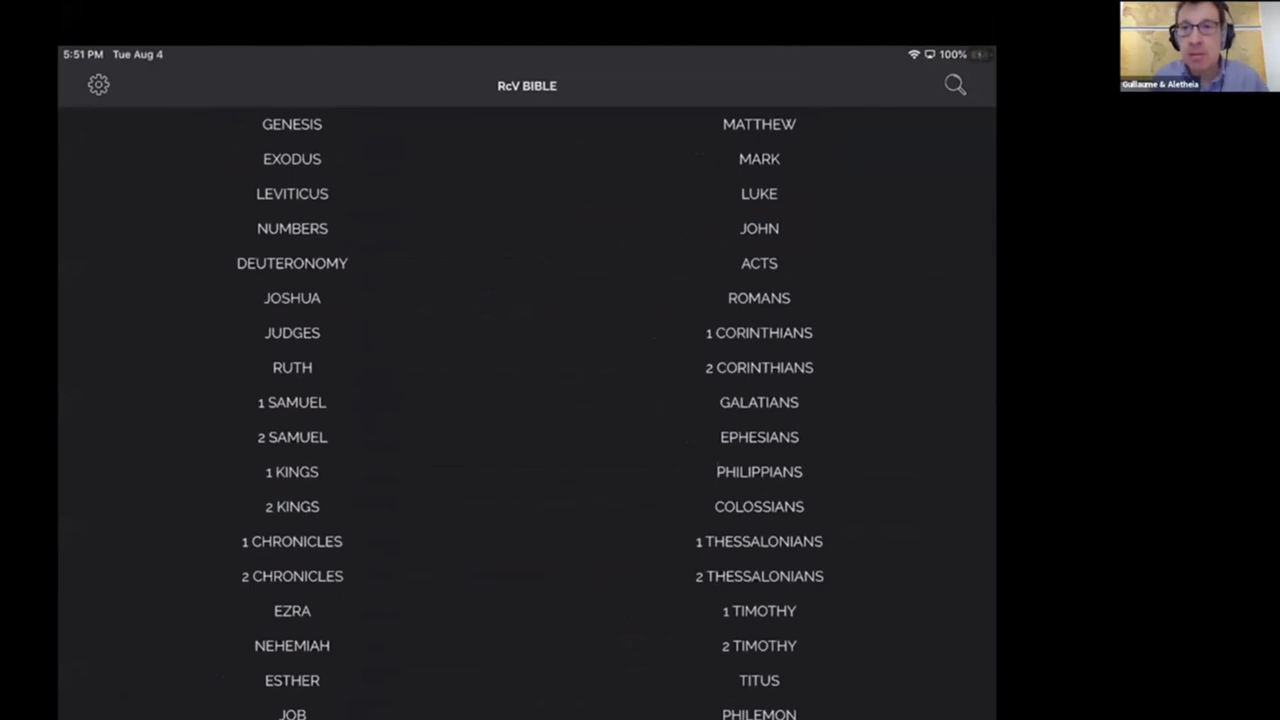 5:51 PM Tue Aug 4
100%
RcV BIBLE
Guillaume & Aletheia
GENESIS
EXODUS
LEVITICUS
NUMBERS
DEUTERONOMY
JOSHUA
JUDGES
RUTH
1 SAMUEL
2 SAMUEL
1 KINGS
2 KINGS
1 CHRONICLES
2 CHRONICLES
EZRA
NEHEMIAH
ESTHER
JOB
MATTHEW
MARK
LUKE
JOHN
ACTS
ROMANS
1 CORINTHIANS
2 CORINTHIANS
GALATIANS
EPHESIANS
PHILIPPIANS
COLOSSIANS
1 THESSALONIANS
2 THESSALONIANS
1 TIMOTHY
2 TIMOTHY
TITUS
PHILEMON